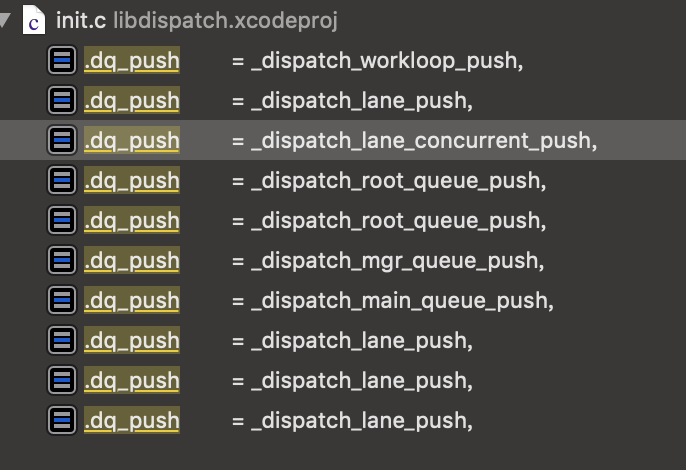 init.c libdispatch.xcodeproj
.dq_push = _dispatch_workloop_push,
.dq_push = _dispatch_lane_push,
.dq_push = _dispatch_lane_concurrent_push,
.dq_push = _dispatch_root_queue_push,
.dq_push = _dispatch_root_queue_push,
.dq_push = _dispatch_mgr_queue_push,
.dq_push = _dispatch_main_queue_push,
.dq_push = _dispatch_lane_push,
.dq_push = _dispatch_lane_push,
.dq_push = _dispatch_lane_push,